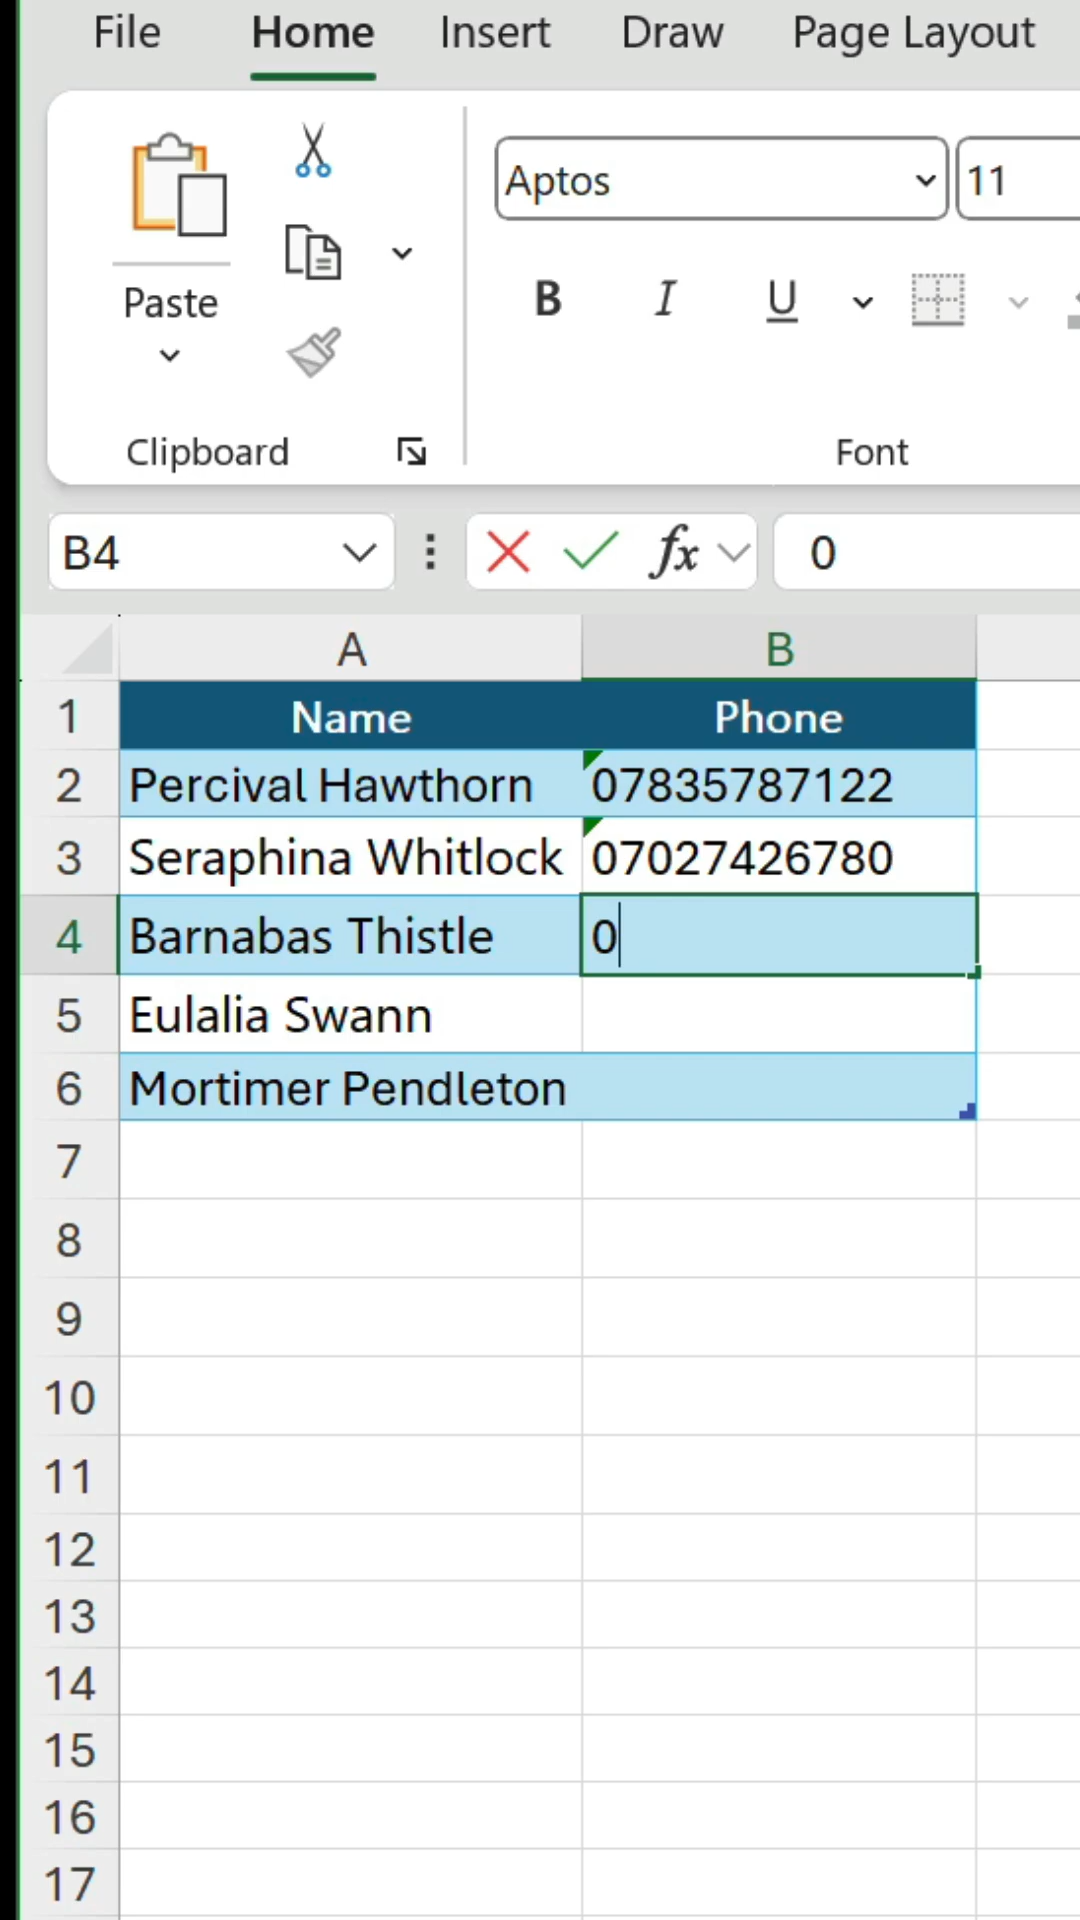 File Home Insert Draw Page Layout
Aptos 11
B I U
Paste
Clipboard Font
B4 fx 0
A B
1 Name Phone
2 Percival Hawthorn 07835787122
3 Seraphina Whitlock 07027426780
4 Barnabas Thistle 0
5 Eulalia Swann
6 Mortimer Pendleton
7
8
9
10
11
12
13
14
15
16
17